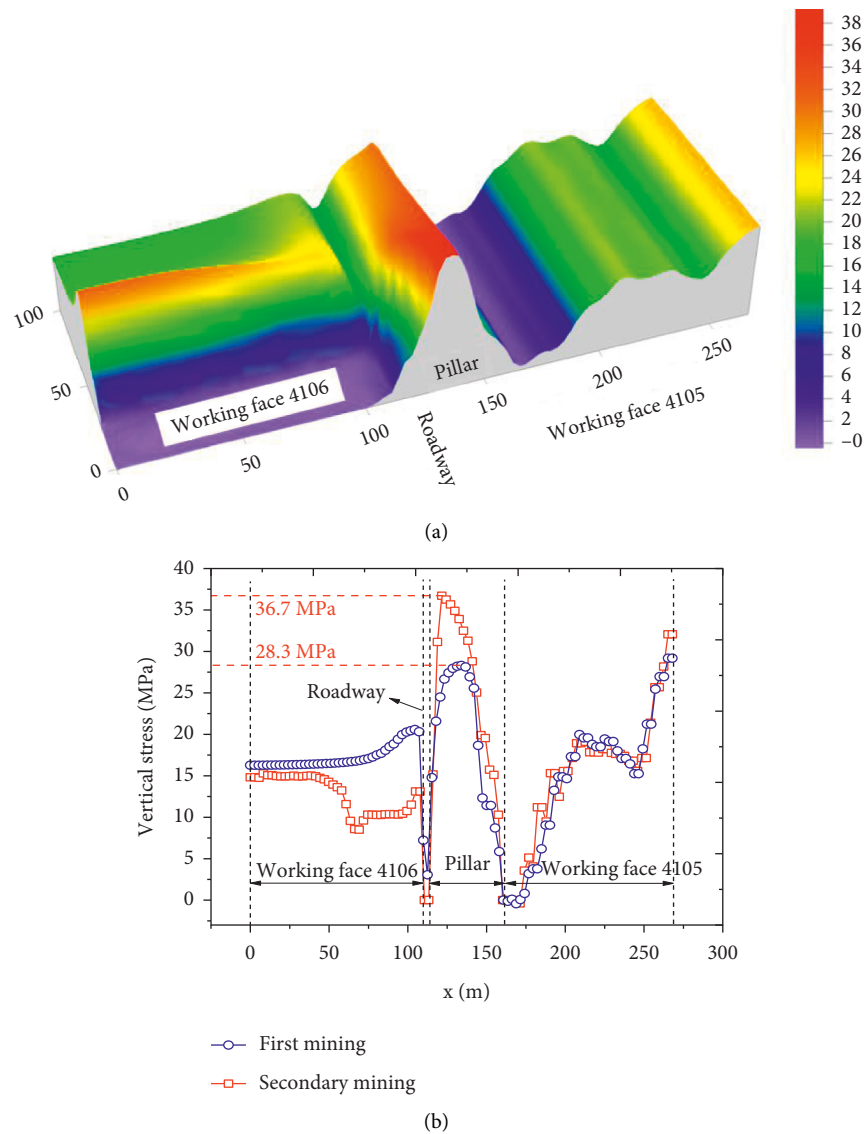 38
36
34
32
30
28
26
24
22
20
18
16
14
12
10
8
6
4
2
−0
100
50
0
0
50
100
150
200
250
Working face 4106
Pillar
Roadway
Working face 4105
(a)
40
35
30
25
20
15
10
5
0
Vertical stress (MPa)
36.7 MPa
28.3 MPa
Roadway
Working face 4106
Pillar
Working face 4105
0 50 100 150 200 250 300
x (m)
First mining
Secondary mining
(b)